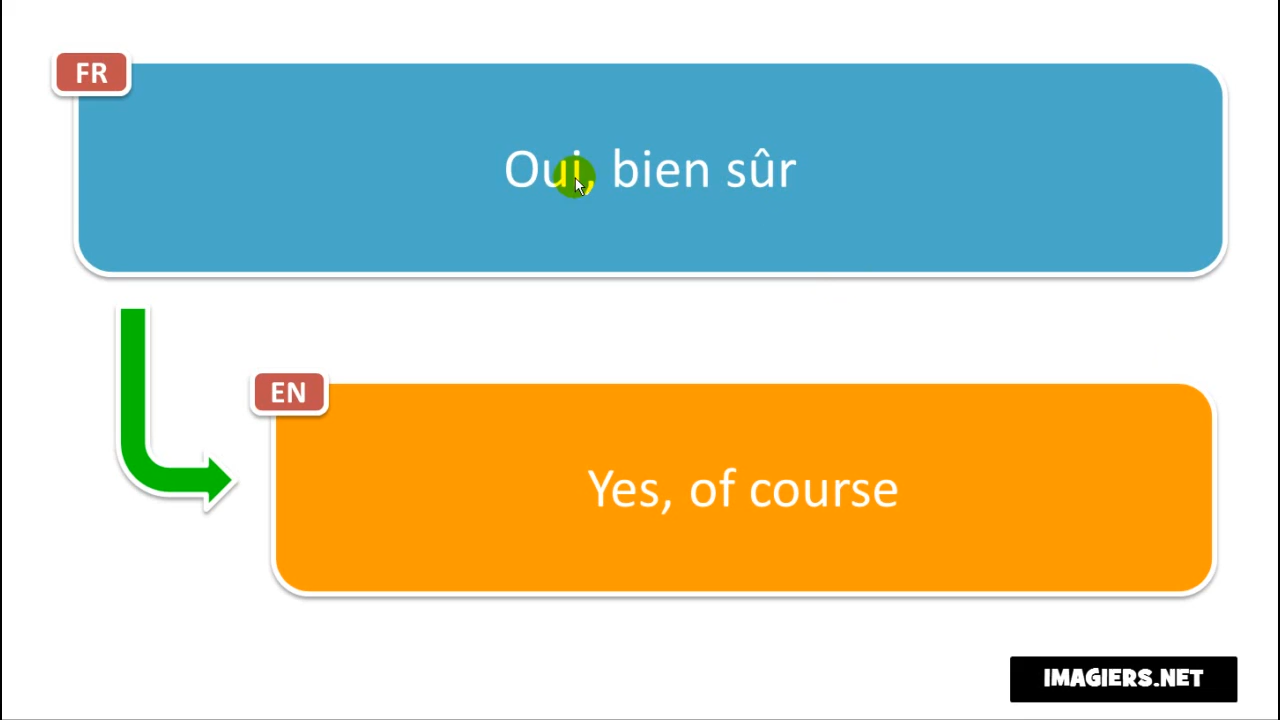 FR
Oui, bien sûr
EN
Yes, of course
IMAGIERS.NET